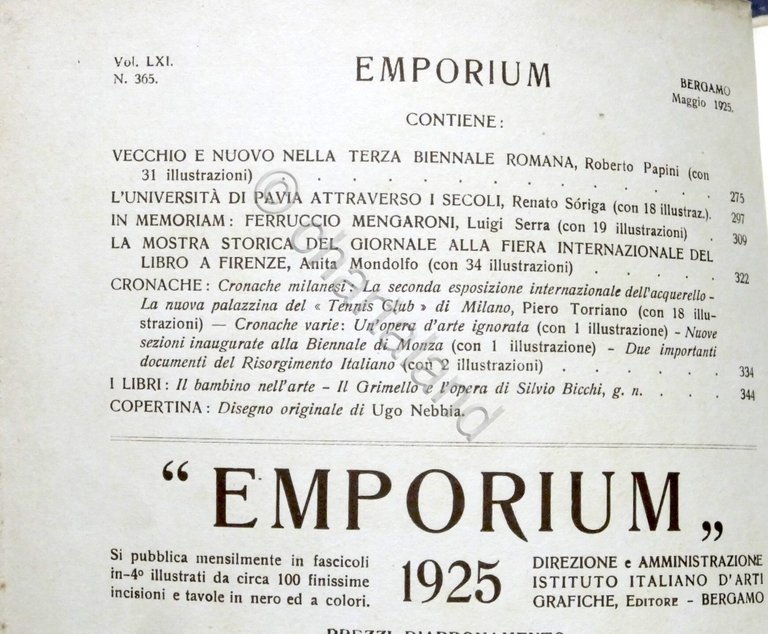 Vol. LXI.
N. 365.
EMPORIUM
BERGAMO
Maggio 1925.
CONTIENE:
VECCHIO E NUOVO NELLA TERZA BIENNALE ROMANA, Roberto Papini (con
31 illustrazioni) . . . . . . . . . . . . 275
L'UNIVERSITÀ DI PAVIA ATTRAVERSO I SECOLI, Renato Sóriga (con 18 illustraz.). 297
IN MEMORIAM: FERRUCCIO MENGARONI, Luigi Serra (con 19 illustrazioni) . 309
LA MOSTRA STORICA DEL GIORNALE ALLA FIERA INTERNAZIONALE DEL
LIBRO A FIRENZE, Anita Mondolfo (con 34 illustrazioni) . . . . . 322
CRONACHE: Cronache milanesi: La seconda esposizione internazionale dell'acquerello -
La nuova palazzina del « Tennis Club » di Milano, Piero Torriano (con 18 illu-
strazioni) — Cronache varie: Un'opera d'arte ignorata (con 1 illustrazione) - Nuove
sezioni inaugurate alla Biennale di Monza (con 1 illustrazione) - Due importanti
documenti del Risorgimento Italiano (con 2 illustrazioni) . . . . . . 334
I LIBRI: Il bambino nell'arte - Il Grimello e l'opera di Silvio Bicchi, g. n. . . . 344
COPERTINA: Disegno originale di Ugo Nebbia.
“EMPORIUM„
Si pubblica mensilmente in fascicoli
in-4º illustrati da circa 100 finissime
incisioni e tavole in nero ed a colori.
1925
DIREZIONE e AMMINISTRAZIONE
ISTITUTO ITALIANO D'ARTI
GRAFICHE, EDITORE - BERGAMO
PREZZI D'ABBONAMENTO
© chartaland